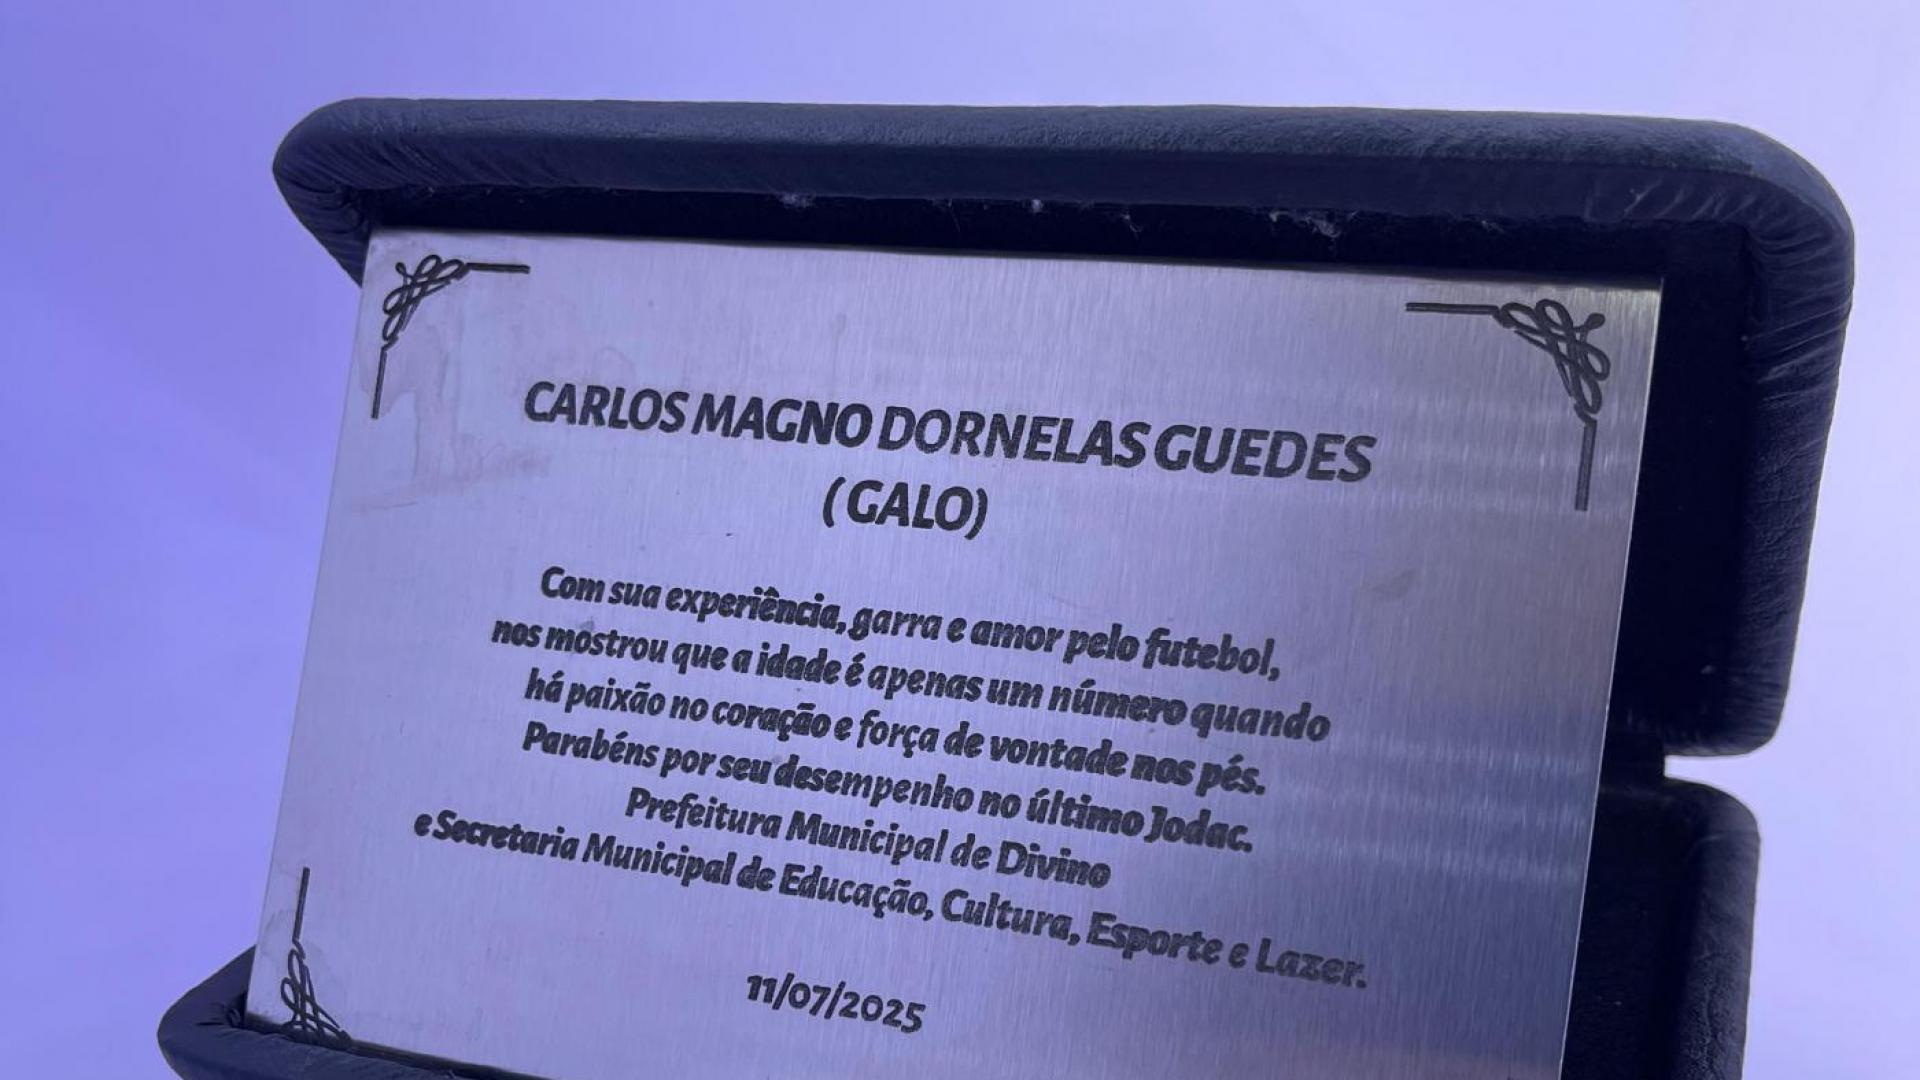 CARLOS MAGNO DORNELAS GUEDES
( GALO)
Com sua experiência, garra e amor pelo futebol,
nos mostrou que a idade é apenas um número quando
há paixão no coração e força de vontade nos pés.
Parabéns por seu desempenho no último Jodac.
Prefeitura Municipal de Divino
e Secretaria Municipal de Educação, Cultura, Esporte e Lazer.
11/07/2025